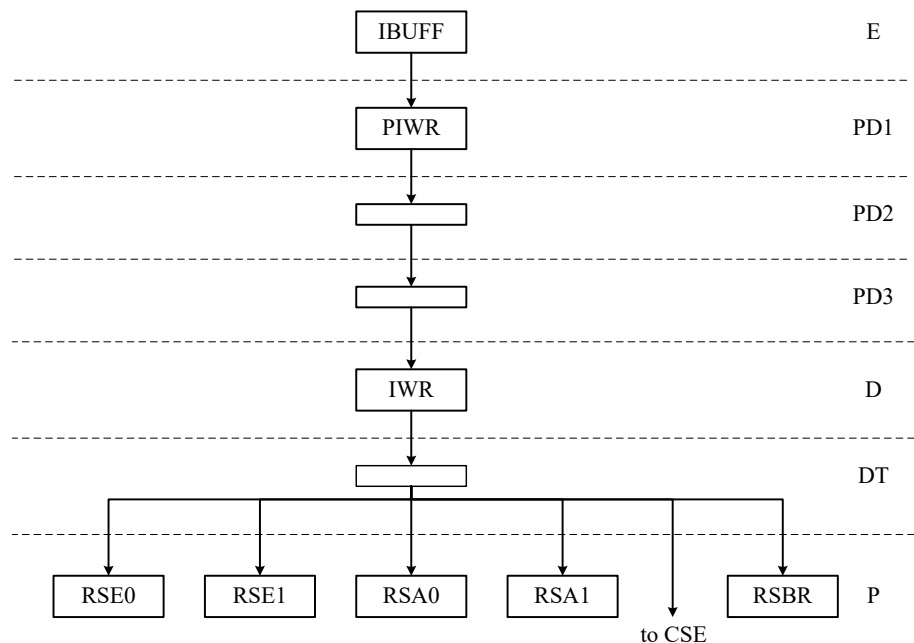 IBUFF E
PIWR PD1
PD2
PD3
IWR D
DT
RSE0 RSE1 RSA0 RSA1 RSBR P
to CSE